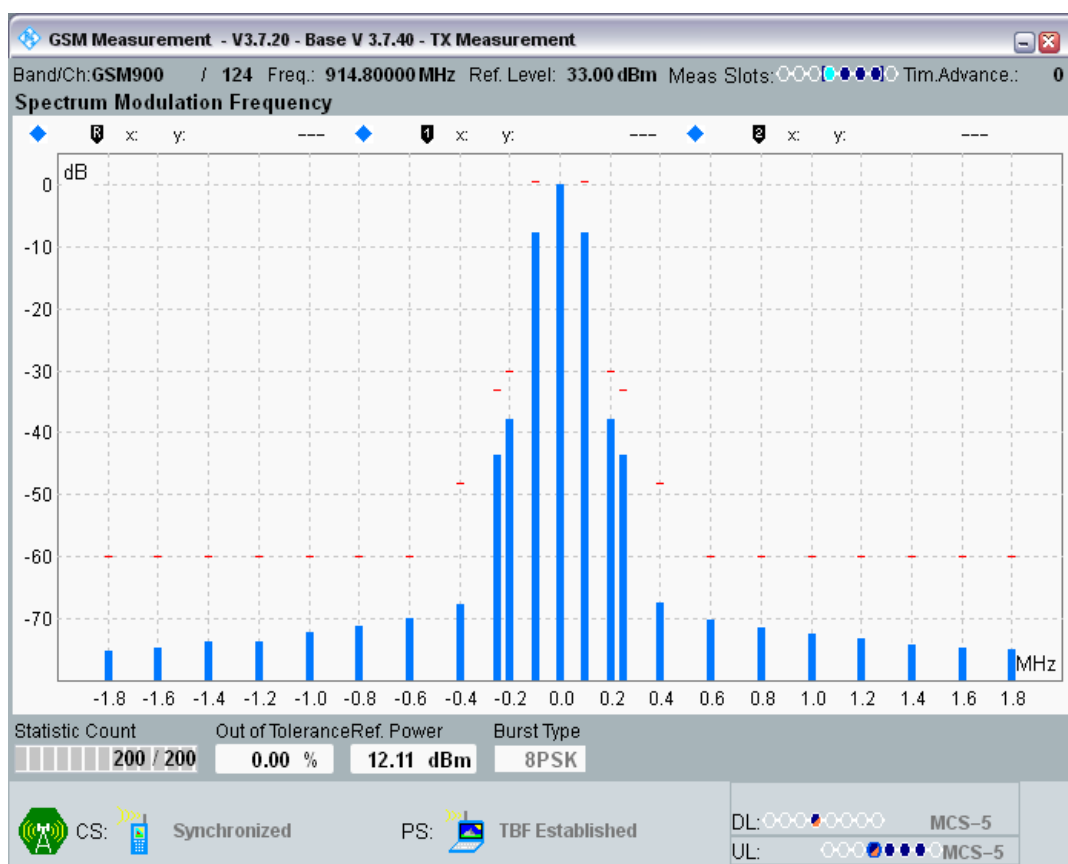 GSM Measurement - V3.7.20 - Base V 3.7.40 - TX Measurement
Band/Ch:GSM900 / 124 Freq.: 914.80000 MHz Ref. Level: 33.00 dBm Meas Slots: Tim.Advance.: 0
Spectrum Modulation Frequency
R x: y: --- 1 x: y: --- 2 x: y: ---
dB
0
-10
-20
-30
-40
-50
-60
-70
MHz
-1.8 -1.6 -1.4 -1.2 -1.0 -0.8 -0.6 -0.4 -0.2 0.0 0.2 0.4 0.6 0.8 1.0 1.2 1.4 1.6 1.8
Statistic Count Out of Tolerance Ref. Power Burst Type
200 / 200 0.00 % 12.11 dBm 8PSK
CS: Synchronized PS: TBF Established
DL: MCS-5
UL: MCS-5